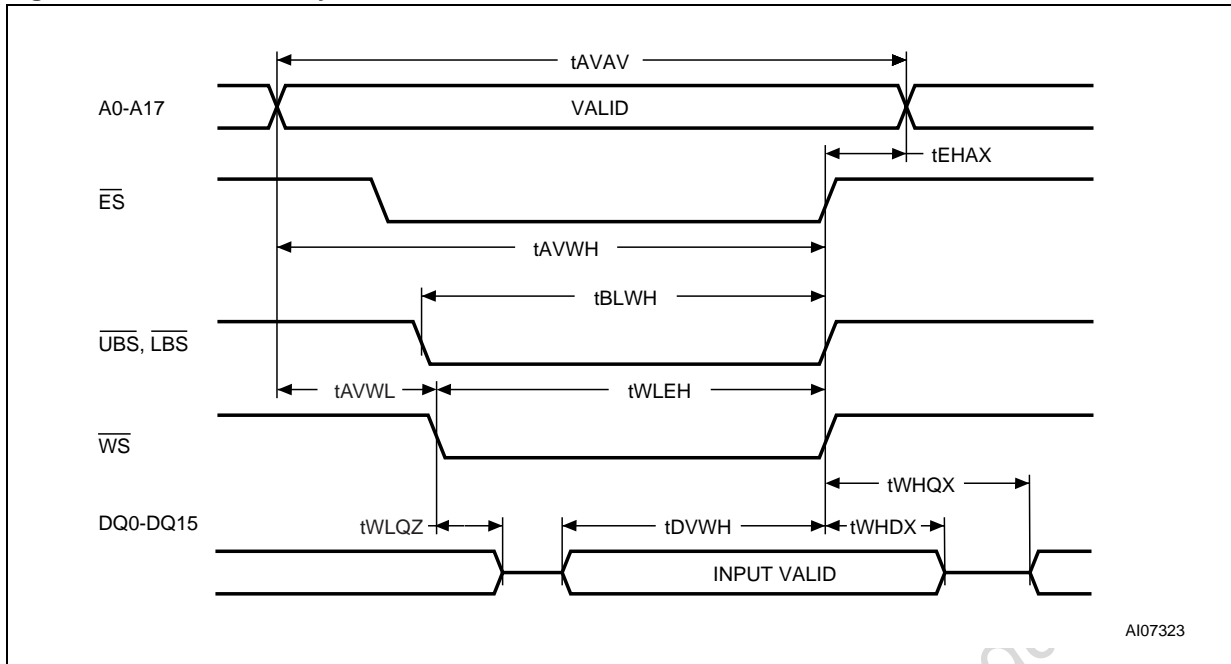 tAVAV
A0-A17 VALID
tEHAX
ES
tAVWH
tBLWH
UBS, LBS
tAVWL tWLEH
WS
tWHQX
DQ0-DQ15 tWLQZ tDVWH tWHDX
INPUT VALID
AI07323